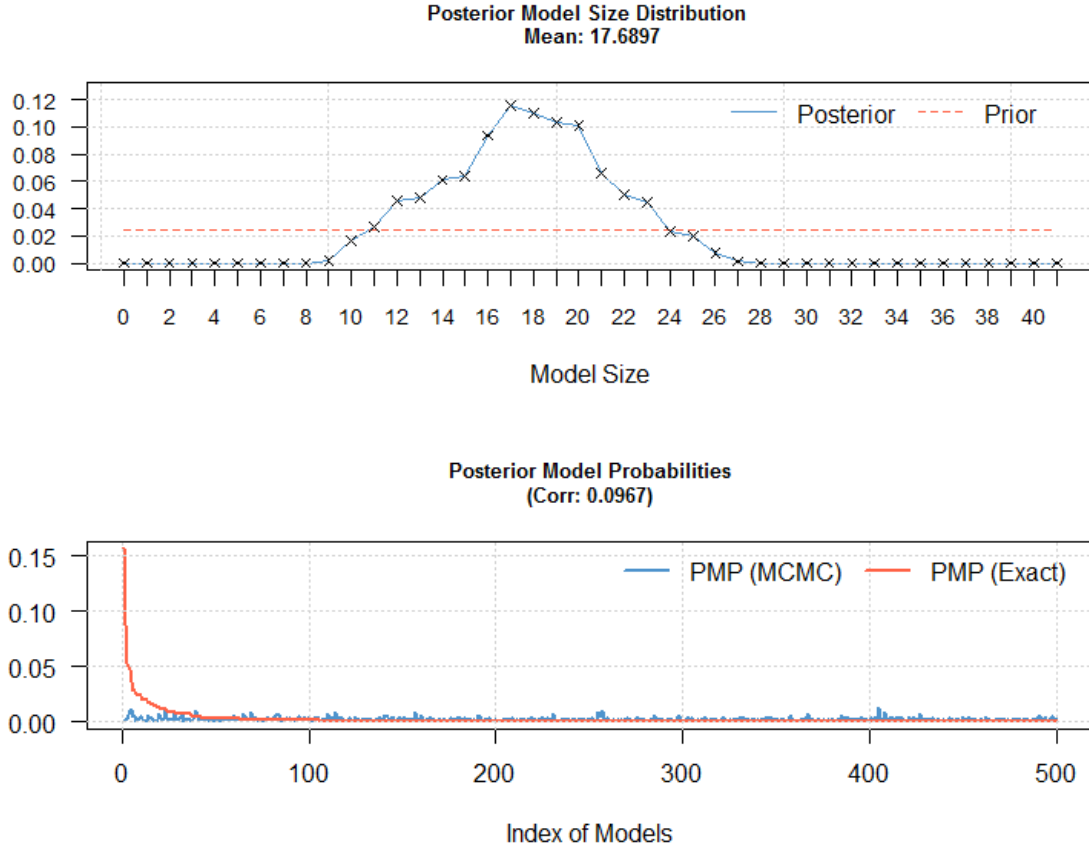 Posterior Model Size Distribution
Mean: 17.6897
0.12
0.10
0.08
0.06
0.04
0.02
0.00
Posterior Prior
0 2 4 6 8 10 12 14 16 18 20 22 24 26 28 30 32 34 36 38 40
Model Size
Posterior Model Probabilities
(Corr: 0.0967)
0.15
0.10
0.05
0.00
PMP (MCMC) PMP (Exact)
0 100 200 300 400 500
Index of Models